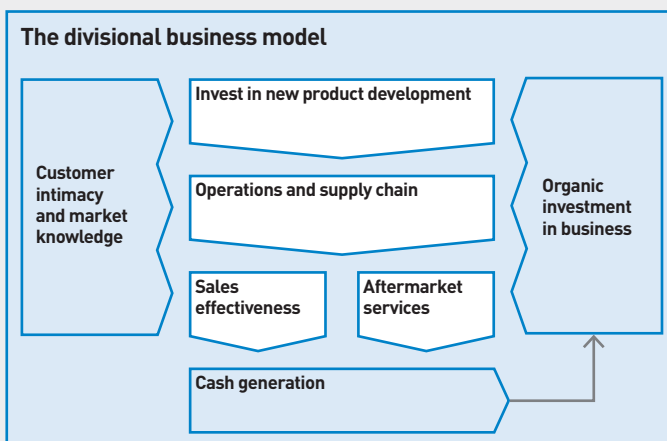 The divisional business model
Customer
intimacy
and market
knowledge
Invest in new product development
Operations and supply chain
Sales
effectiveness
Aftermarket
services
Cash generation
Organic
investment
in business